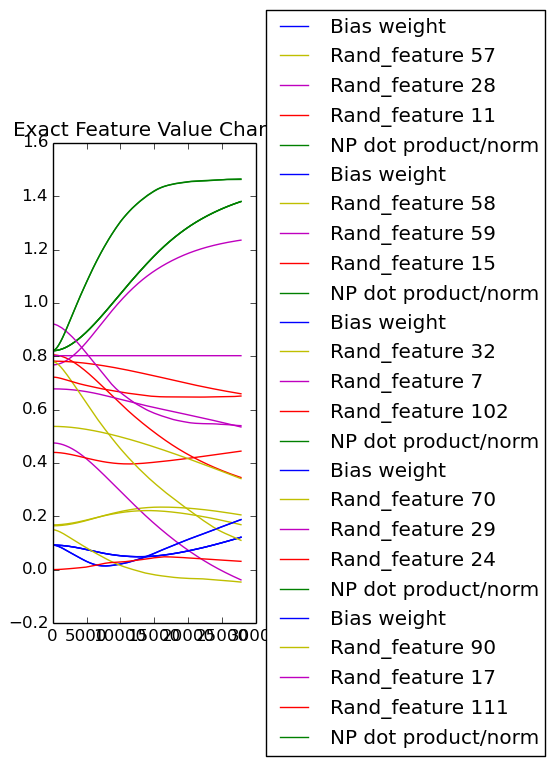 Exact Feature Value Chan
1.6
1.4
1.2
1.0
0.8
0.6
0.4
0.2
0.0
−0.2
0 5000 10000 15000 20000 25000 30000
Bias weight
Rand_feature 57
Rand_feature 28
Rand_feature 11
NP dot product/norm
Bias weight
Rand_feature 58
Rand_feature 59
Rand_feature 15
NP dot product/norm
Bias weight
Rand_feature 32
Rand_feature 7
Rand_feature 102
NP dot product/norm
Bias weight
Rand_feature 70
Rand_feature 29
Rand_feature 24
NP dot product/norm
Bias weight
Rand_feature 90
Rand_feature 17
Rand_feature 111
NP dot product/norm